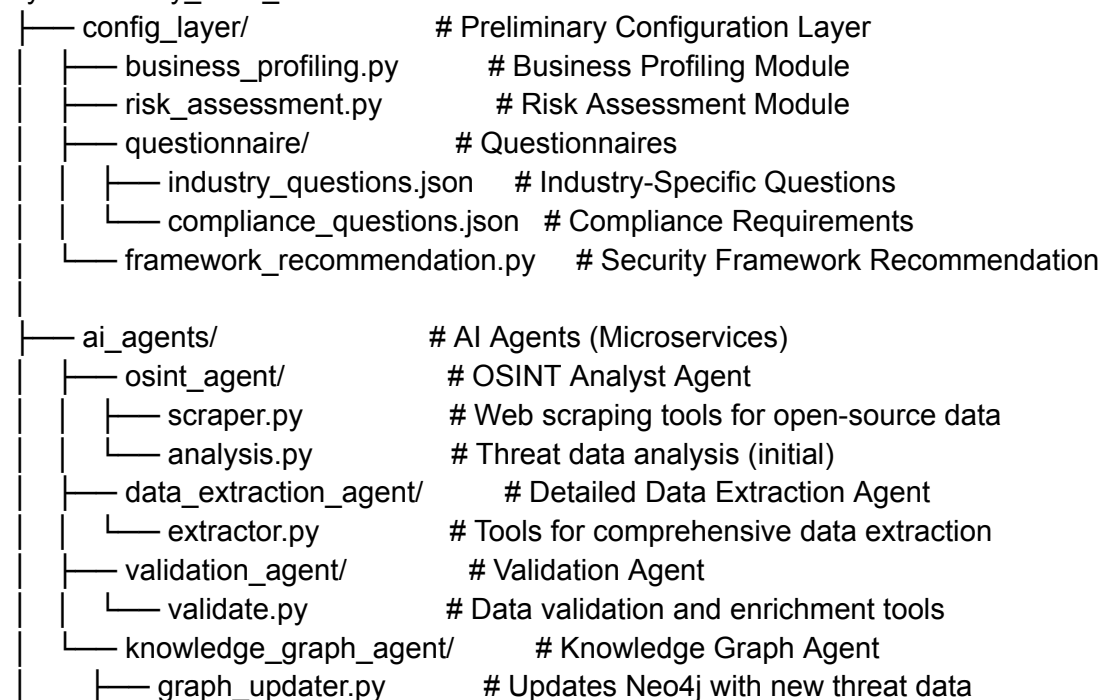 ├── config_layer/ # Preliminary Configuration Layer
│ ├── business_profiling.py # Business Profiling Module
│ ├── risk_assessment.py # Risk Assessment Module
│ ├── questionnaire/ # Questionnaires
│ │ ├── industry_questions.json # Industry-Specific Questions
│ │ └── compliance_questions.json # Compliance Requirements
│ └── framework_recommendation.py # Security Framework Recommendation
│
├── ai_agents/ # AI Agents (Microservices)
│ ├── osint_agent/ # OSINT Analyst Agent
│ │ ├── scraper.py # Web scraping tools for open-source data
│ │ └── analysis.py # Threat data analysis (initial)
│ ├── data_extraction_agent/ # Detailed Data Extraction Agent
│ │ └── extractor.py # Tools for comprehensive data extraction
│ ├── validation_agent/ # Validation Agent
│ │ └── validate.py # Data validation and enrichment tools
│ └── knowledge_graph_agent/ # Knowledge Graph Agent
│ ├── graph_updater.py # Updates Neo4j with new threat data